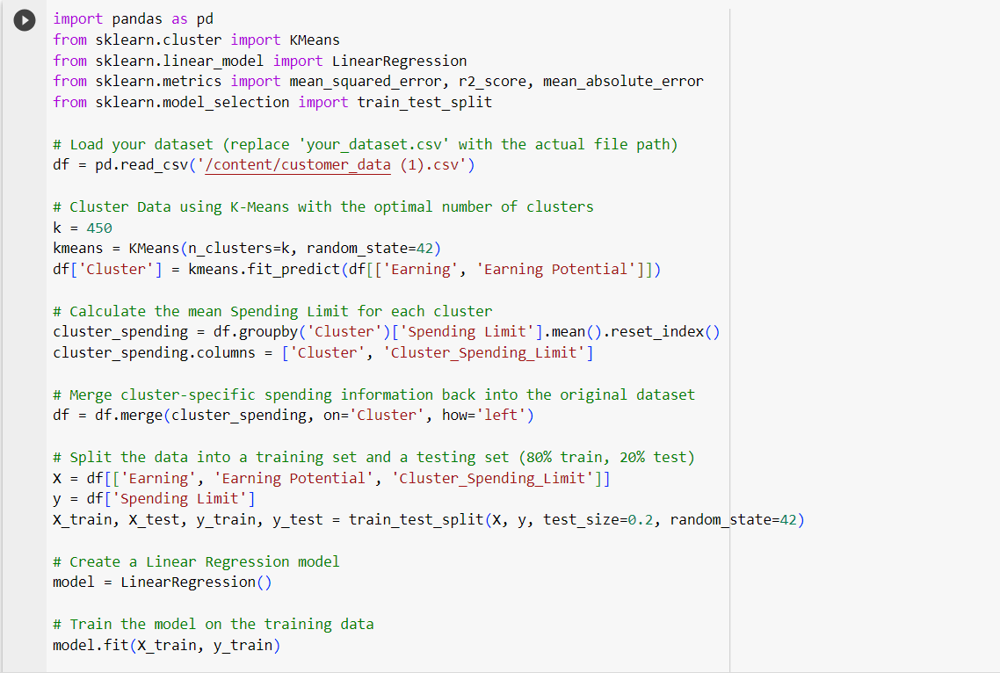 import pandas as pd
from sklearn.cluster import KMeans
from sklearn.linear_model import LinearRegression
from sklearn.metrics import mean_squared_error, r2_score, mean_absolute_error
from sklearn.model_selection import train_test_split
# Load your dataset (replace 'your_dataset.csv' with the actual file path)
df = pd.read_csv('/content/customer_data (1).csv')
# Cluster Data using K-Means with the optimal number of clusters
k = 450
kmeans = KMeans(n_clusters=k, random_state=42)
df['Cluster'] = kmeans.fit_predict(df[['Earning', 'Earning Potential']])
# Calculate the mean Spending Limit for each cluster
cluster_spending = df.groupby('Cluster')['Spending Limit'].mean().reset_index()
cluster_spending.columns = ['Cluster', 'Cluster_Spending_Limit']
# Merge cluster-specific spending information back into the original dataset
df = df.merge(cluster_spending, on='Cluster', how='left')
# Split the data into a training set and a testing set (80% train, 20% test)
X = df[['Earning', 'Earning Potential', 'Cluster_Spending_Limit']]
y = df['Spending Limit']
X_train, X_test, y_train, y_test = train_test_split(X, y, test_size=0.2, random_state=42)
# Create a Linear Regression model
model = LinearRegression()
# Train the model on the training data
model.fit(X_train, y_train)